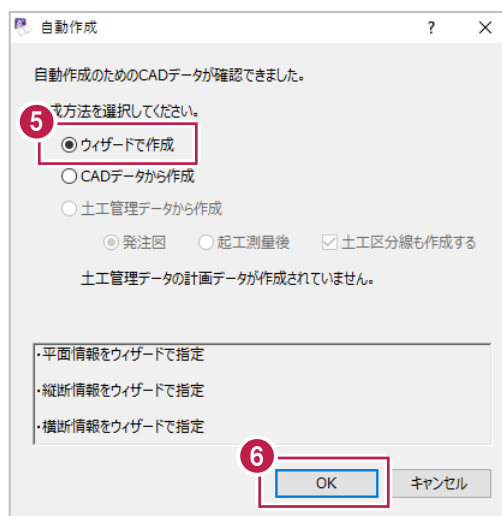 自動作成
?
自動作成のためのCADデータが確認できました。
成方法を選択してください。
5
ウィザードで作成
CADデータから作成
土工管理データから作成
発注図 起工測量後 土工区分線も作成する
土工管理データの計画データが作成されていません。
・平面情報をウィザードで指定
・縦断情報をウィザードで指定
・横断情報をウィザードで指定
6
OK キャンセル